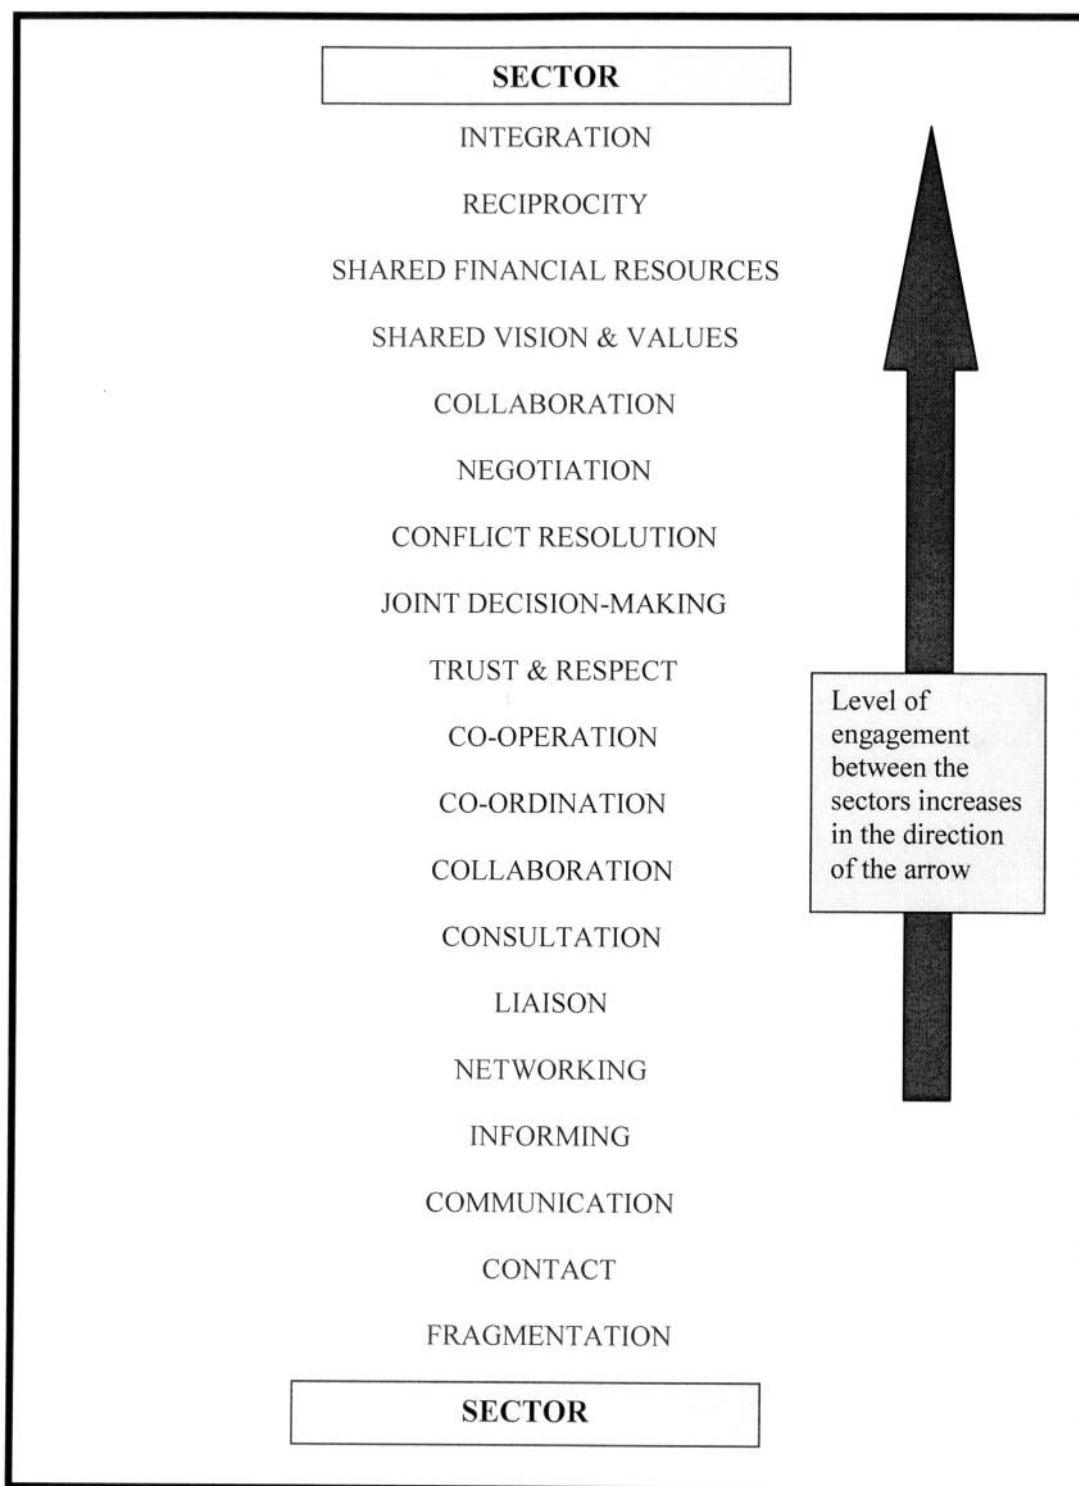 SECTOR
INTEGRATION
RECIPROCITY
SHARED FINANCIAL RESOURCES
SHARED VISION & VALUES
COLLABORATION
NEGOTIATION
CONFLICT RESOLUTION
JOINT DECISION-MAKING
TRUST & RESPECT
CO-OPERATION
CO-ORDINATION
COLLABORATION
CONSULTATION
LIAISON
NETWORKING
INFORMING
COMMUNICATION
CONTACT
FRAGMENTATION
SECTOR
Level of
engagement
between the
sectors increases
in the direction
of the arrow